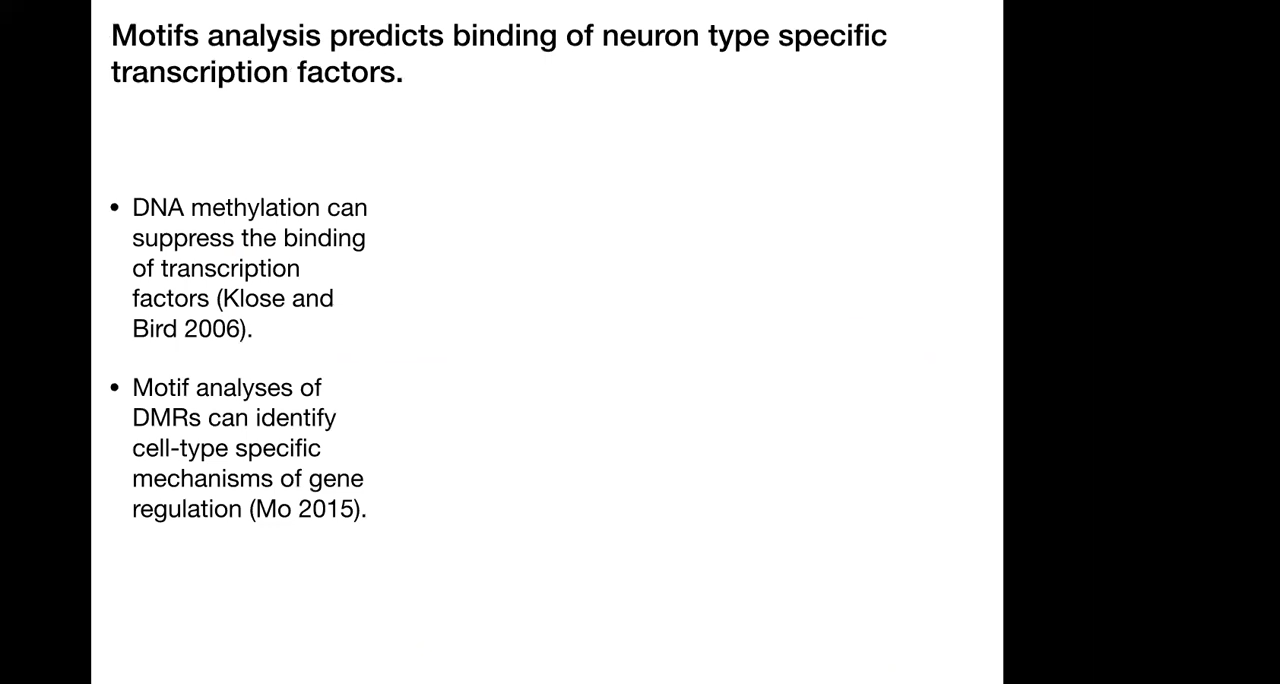 Motifs analysis predicts binding of neuron type specific
transcription factors.
• DNA methylation can
suppress the binding
of transcription
factors (Klose and
Bird 2006).
• Motif analyses of
DMRs can identify
cell-type specific
mechanisms of gene
regulation (Mo 2015).